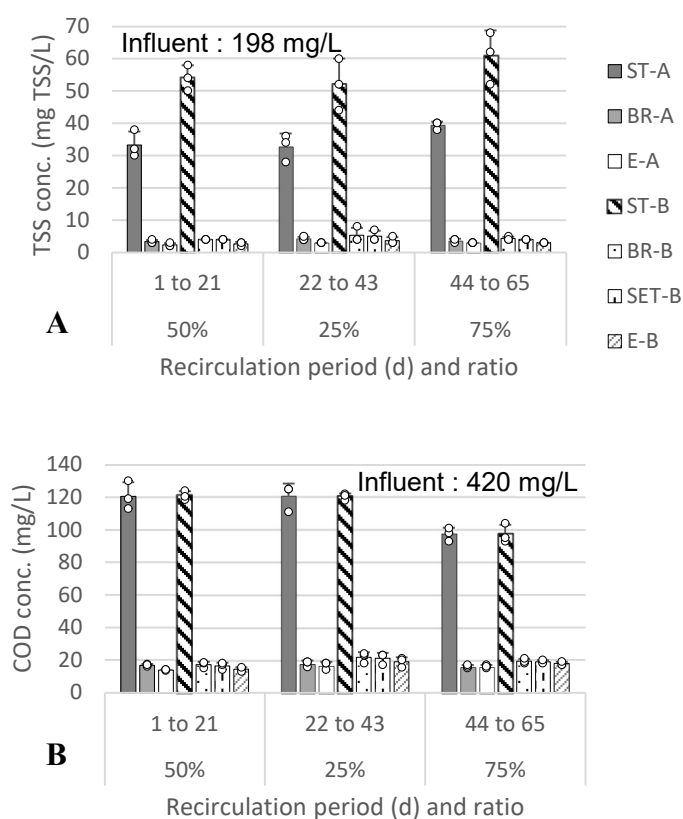 Influent : 198 mg/L
TSS conc. (mg TSS/L)
70
60
50
40
30
20
10
0
1 to 21 22 to 43 44 to 65
50% 25% 75%
Recirculation period (d) and ratio
A
ST-A
BR-A
E-A
ST-B
BR-B
SET-B
E-B
Influent : 420 mg/L
COD conc. (mg/L)
140
120
100
80
60
40
20
0
1 to 21 22 to 43 44 to 65
50% 25% 75%
Recirculation period (d) and ratio
B